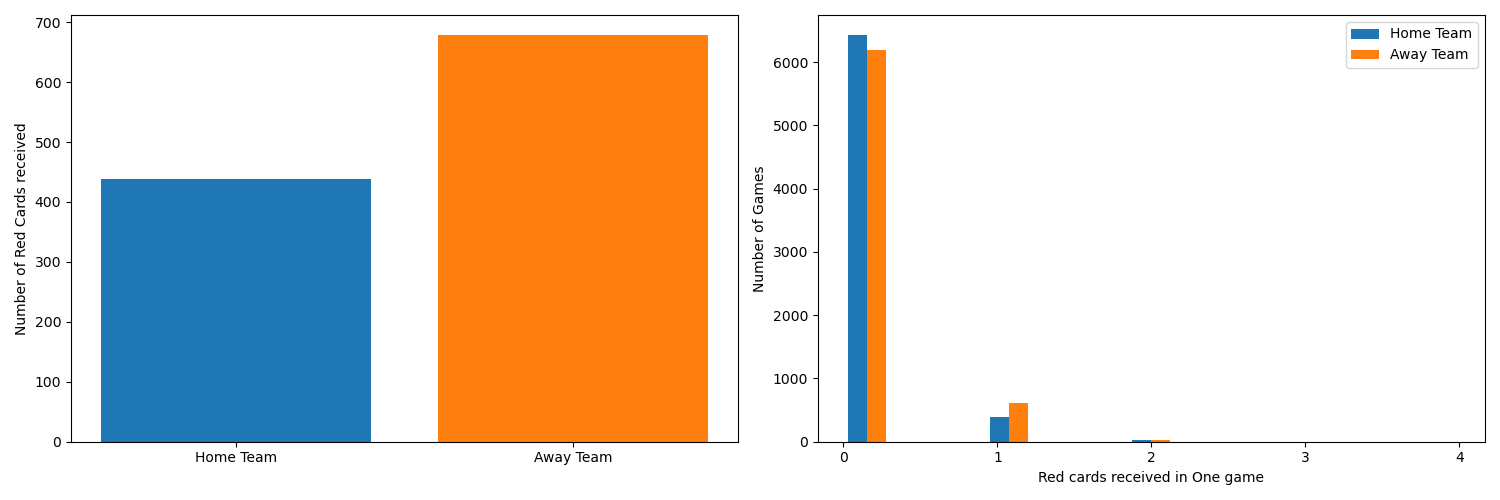 Number of Red Cards received
700
600
500
400
300
200
100
0
Home Team
Away Team
Number of Games
6000
5000
4000
3000
2000
1000
0
Home Team
Away Team
0 1 2 3 4
Red cards received in One game